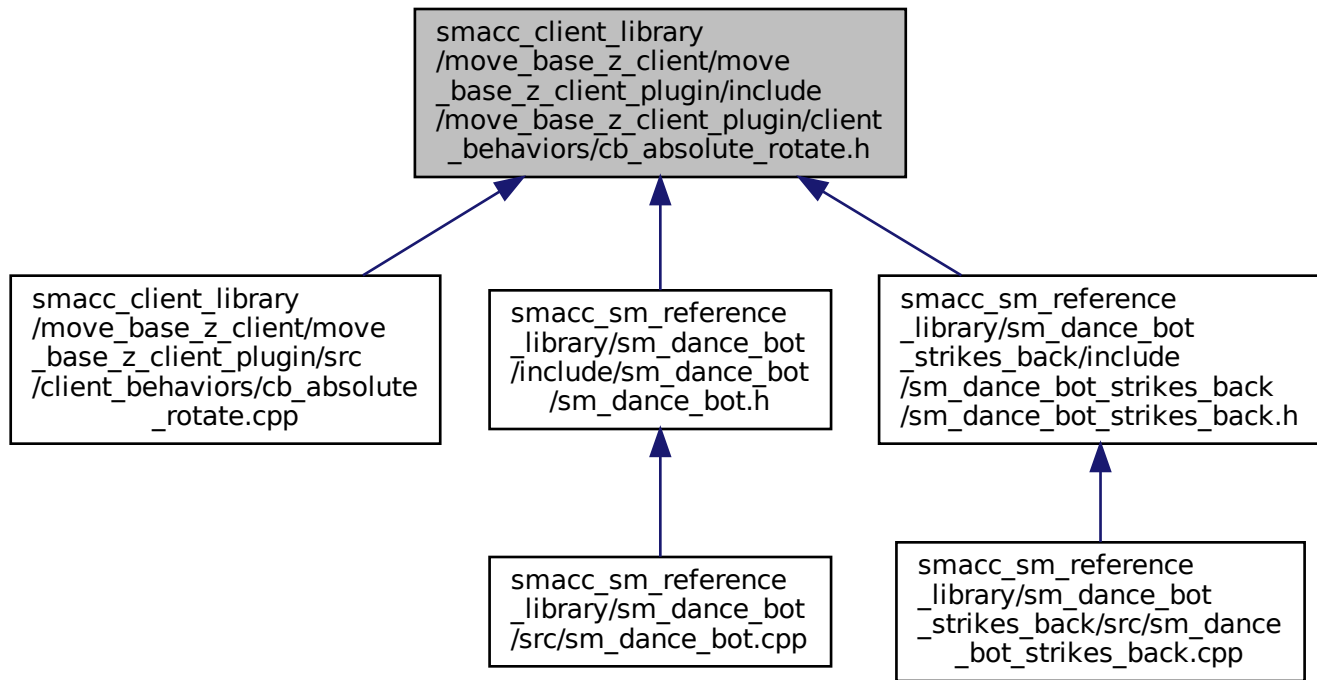 smacc_client_library
/move_base_z_client/move
_base_z_client_plugin/include
/move_base_z_client_plugin/client
_behaviors/cb_absolute_rotate.h
smacc_client_library
/move_base_z_client/move
_base_z_client_plugin/src
/client_behaviors/cb_absolute
_rotate.cpp
smacc_sm_reference
_library/sm_dance_bot
/include/sm_dance_bot
/sm_dance_bot.h
smacc_sm_reference
_library/sm_dance_bot
_strikes_back/include
/sm_dance_bot_strikes_back
/sm_dance_bot_strikes_back.h
smacc_sm_reference
_library/sm_dance_bot
/src/sm_dance_bot.cpp
smacc_sm_reference
_library/sm_dance_bot
_strikes_back/src/sm_dance
_bot_strikes_back.cpp